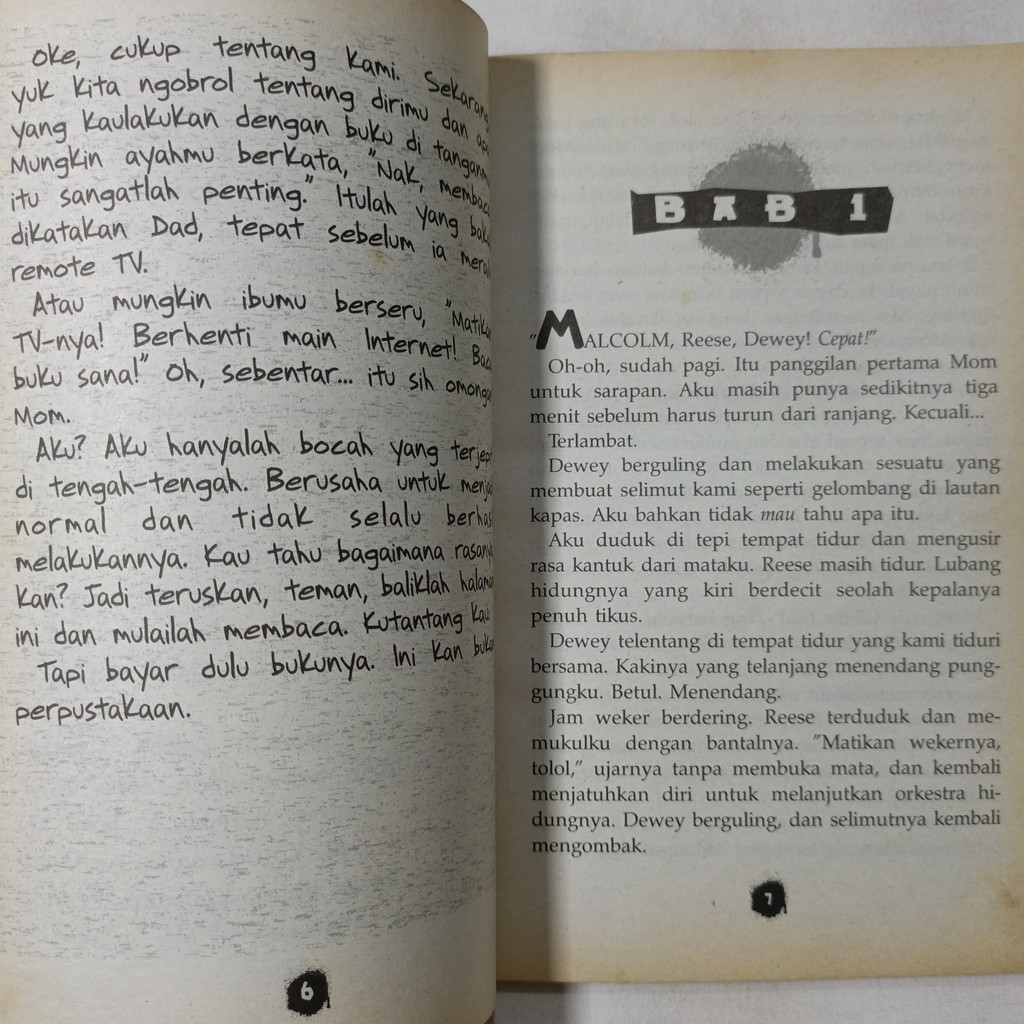 Oke, cukup tentang kami. Sekarang
yuk kita ngobrol tentang dirimu dan apa
yang kaulakukan dengan buku di tanganmu
Mungkin ayahmu berkata, "Nak, membaca
itu sangatlah penting." Itulah yang bakal
dikatakan Dad, tepat sebelum ia meraih
remote TV.
Atau mungkin ibumu berseru, "Matikan
TV-nya! Berhenti main Internet! Baca
buku sana!" Oh, sebentar... itu sih omongan
Mom.
Aku? Aku hanyalah bocah yang terjepit
di tengah-tengah. Berusaha untuk menjadi
normal dan tidak selalu berhasil
melakukannya. Kau tahu bagaimana rasanya
kan? Jadi teruskan, teman, baliklah halaman
ini dan mulailah membaca. Kutantang kau.
Tapi bayar dulu bukunya. Ini kan bukan
perpustakaan.
6
BAB 1
"MALCOLM, Reese, Dewey! Cepat!"
Oh-oh, sudah pagi. Itu panggilan pertama Mom
untuk sarapan. Aku masih punya sedikitnya tiga
menit sebelum harus turun dari ranjang. Kecuali...
Terlambat.
Dewey berguling dan melakukan sesuatu yang
membuat selimut kami seperti gelombang di lautan
kapas. Aku bahkan tidak mau tahu apa itu.
Aku duduk di tepi tempat tidur dan mengusir
rasa kantuk dari mataku. Reese masih tidur. Lubang
hidungnya yang kiri berdecit seolah kepalanya
penuh tikus.
Dewey telentang di tempat tidur yang kami tiduri
bersama. Kakinya yang telanjang menendang pung-
gungku. Betul. Menendang.
Jam weker berdering. Reese terduduk dan me-
mukulku dengan bantalnya. "Matikan wekernya,
tolol," ujarnya tanpa membuka mata, dan kembali
menjatuhkan diri untuk melanjutkan orkestra hi-
dungnya. Dewey berguling, dan selimutnya kembali
mengombak.
7